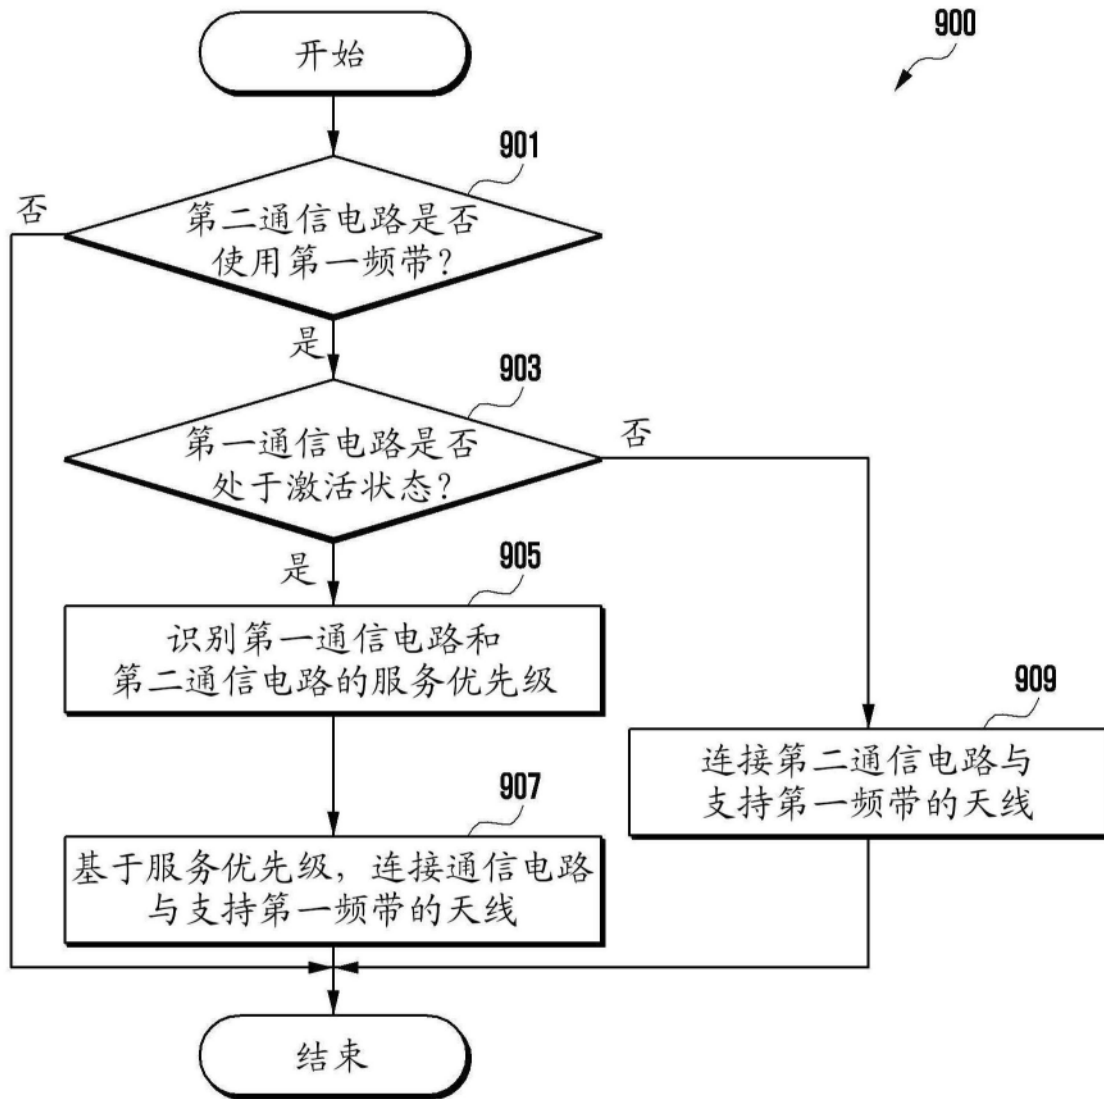 开始
900
901
否
第二通信电路是否
使用第一频带？
是
903
第一通信电路是否
处于激活状态？
否
是
905
识别第一通信电路和
第二通信电路的服务优先级
909
连接第二通信电路与
支持第一频带的天线
907
基于服务优先级，连接通信电路
与支持第一频带的天线
结束